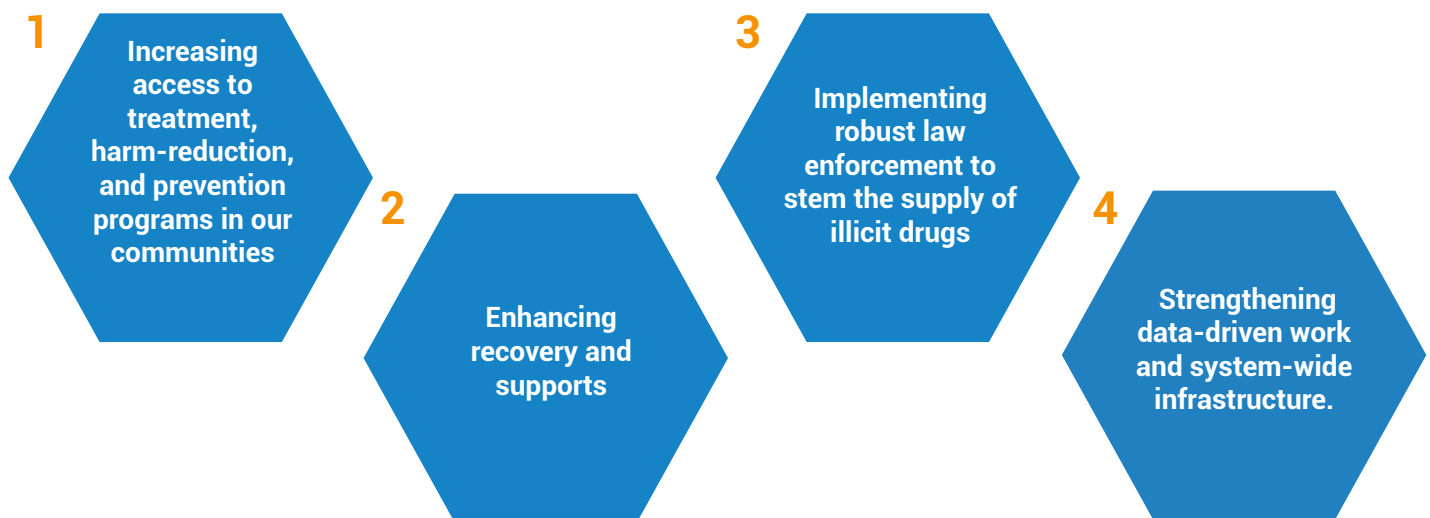 1
Increasing
access to
treatment,
harm-reduction,
and prevention
programs in our
communities
2
Enhancing
recovery and
supports
3
Implementing
robust law
enforcement to
stem the supply of
illicit drugs
4
Strengthening
data-driven work
and system-wide
infrastructure.